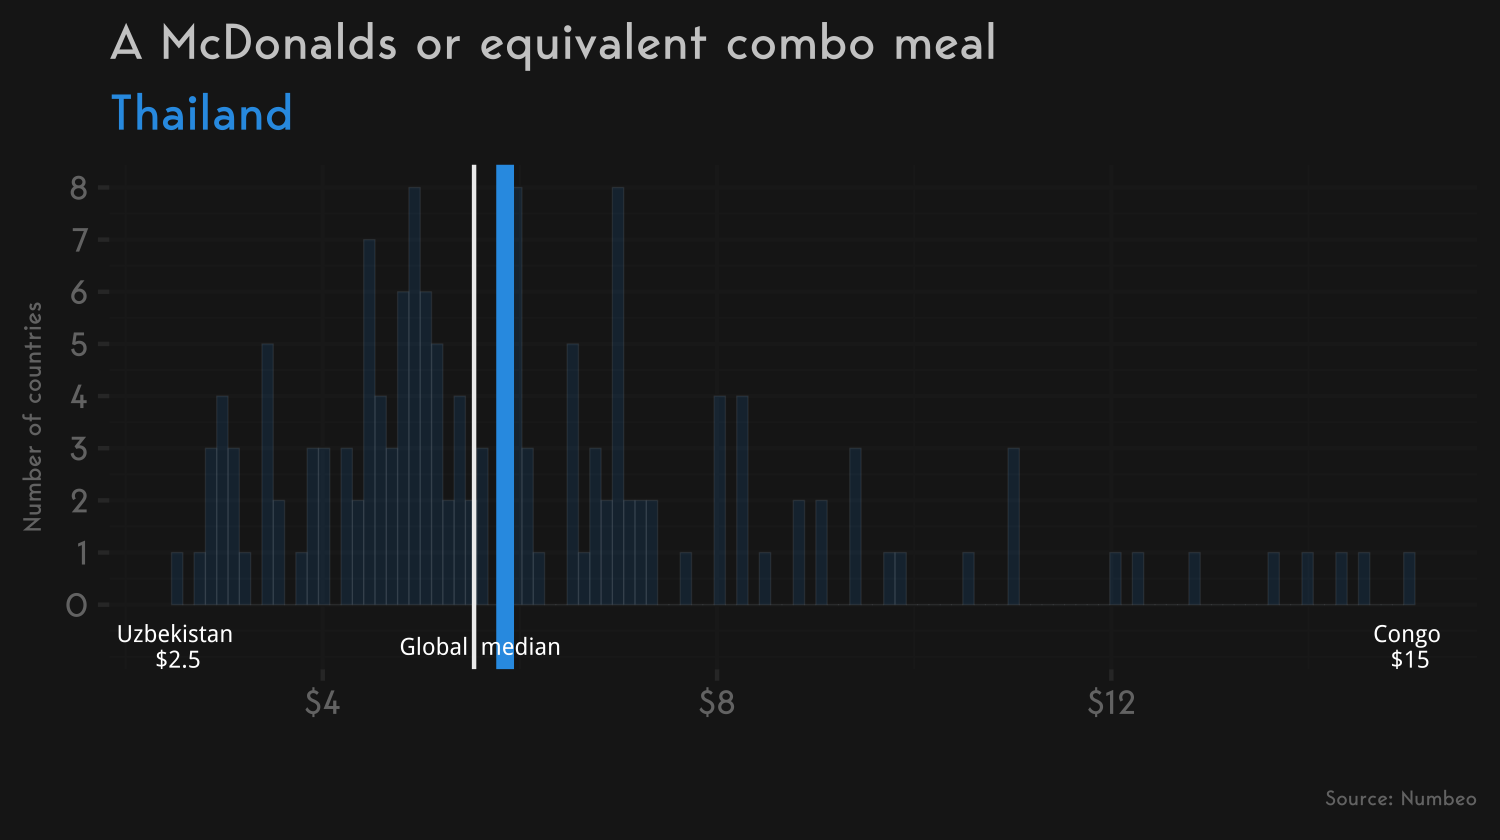 A McDonalds or equivalent combo meal
Thailand
Number of countries
8
7
6
5
4
3
2
1
0
Uzbekistan
$2.5
Global median
Congo
$15
$4
$8
$12
Source: Numbeo